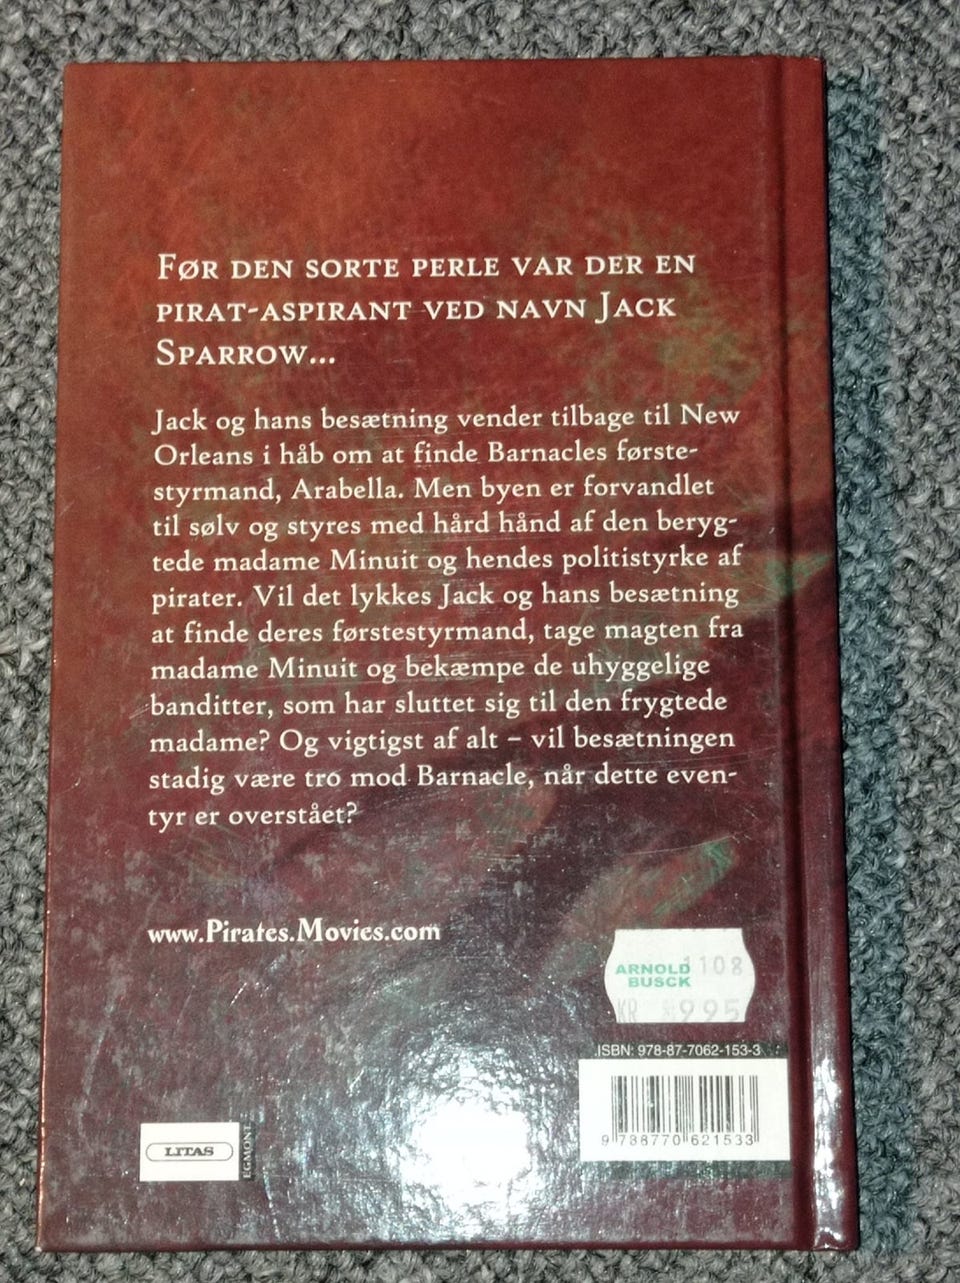 Før den sorte perle var der en
pirat-aspirant ved navn Jack
Sparrow...
Jack og hans besætning vender tilbage til New
Orleans i håb om at finde Barnacles første-
styrmand, Arabella. Men byen er forvandlet
til sølv og styres med hård hånd af den beryg-
tede madame Minuit og hendes politistyrke af
pirater. Vil det lykkes Jack og hans besætning
at finde deres førstestyrmand, tage magten fra
madame Minuit og bekæmpe de uhyggelige
banditter, som har sluttet sig til den frygtede
madame? Og vigtigst af alt – vil besætningen
stadig være tro mod Barnacle, når dette even-
tyr er overstået?
www.Pirates.Movies.com
ARNOLD 1108
BUSCK
KR 995
ISBN: 978-87-7062-153-3
9 788770 621533
LITAS
EGMONT